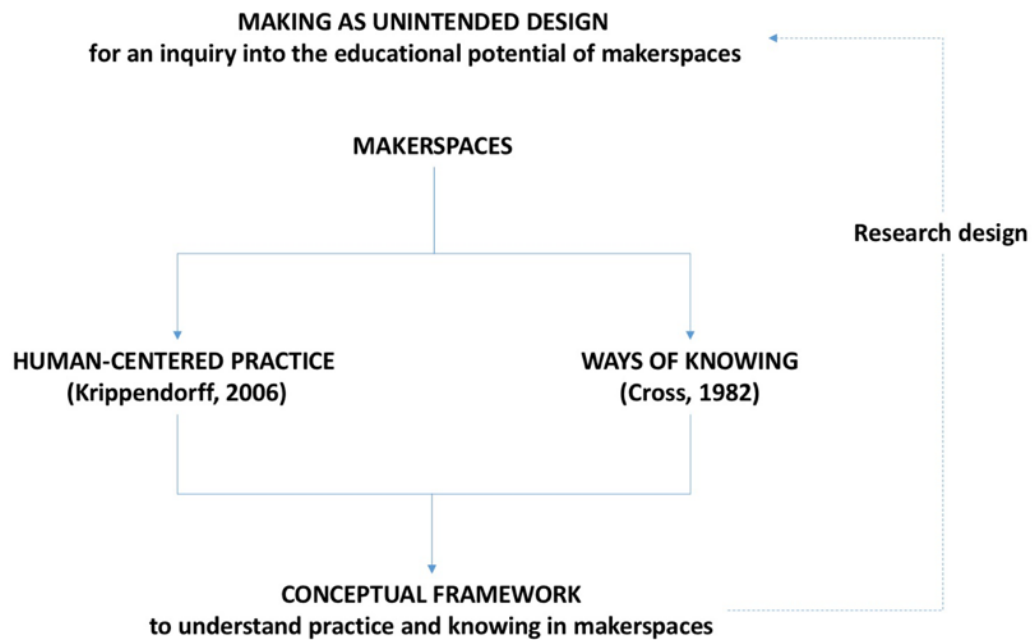 MAKING AS UNINTENDED DESIGN
for an inquiry into the educational potential of makerspaces
MAKERSPACES
Research design
HUMAN-CENTERED PRACTICE
(Krippendorff, 2006)
WAYS OF KNOWING
(Cross, 1982)
CONCEPTUAL FRAMEWORK
to understand practice and knowing in makerspaces